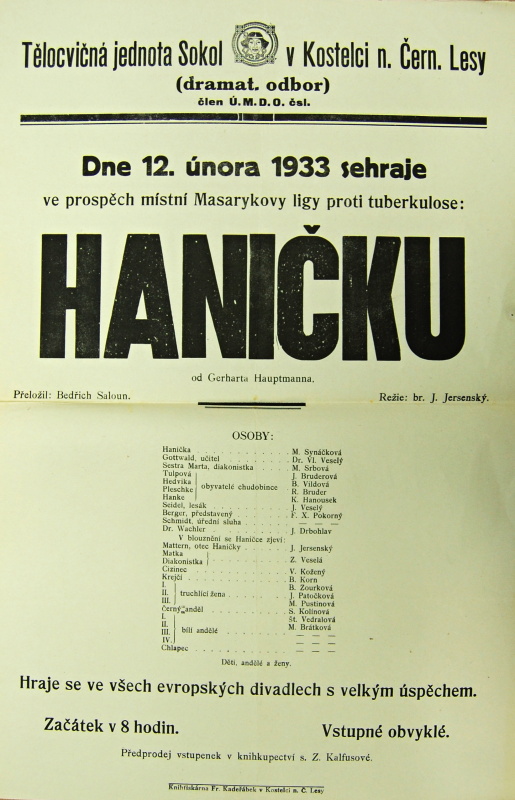 Tělocvičná jednota Sokol v Kostelci n. Čern. Lesy
(dramat. odbor)
člen Ú. M. D. O. čsl.
Dne 12. února 1933 sehraje
ve prospěch místní Masarykovy ligy proti tuberkulose:
HANIČKU
od Gerharta Hauptmanna.
Přeložil: Bedřich Saloun. Režie: br. J. Jersenský.
OSOBY:
Hanička . . . . . M. Synáčková
Gottwald, učitel . . . . . Dr. Vl. Veselý
Sestra Marta, diakonistka . . . . . M. Srbová
Tulpová J. Bruderová
Hedvika B. Vildová
Pleschke obyvatelé chudobince R. Bruder
Hanke K. Hanousek
Seidel, lesák . . . . . J. Veselý
Berger, představený . . . . . F. X. Pokorný
Schmidt, úřední sluha . . . . . — — —
Dr. Wachler . . . . . J. Drbohlav
V blouznění se Haničce zjeví:
Mattern, otec Haničky . . . . . J. Jersenský
Matka
Diakonistka . . . . . Z. Veselá
Cizinec . . . . . V. Kožený
Krejčí . . . . . B. Korn
I. B. Zourková
II. truchlící žena . . . . . J. Patočková
III. M. Pustinová
Černý anděl . . . . . S. Kolínová
I. Št. Vedralová
II. M. Brátková
III. bílí andělé . . . . . — — —
IV. — — —
Chlapec . . . . . — — —
Děti, andělé a ženy.
Hraje se ve všech evropských divadlech s velkým úspěchem.
Začátek v 8 hodin. Vstupné obvyklé.
Předprodej vstupenek v knihkupectví s. Z. Kalfusové.
Knihtiskárna Fr. Kadeřábek v Kostelci n. Č. Lesy